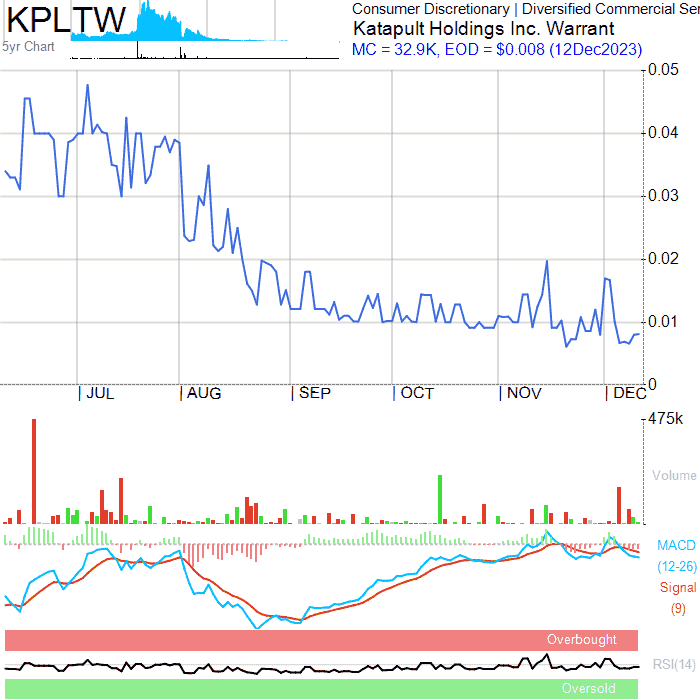 KPLTW
5yr Chart
Consumer Discretionary | Diversified Commercial Ser
Katapult Holdings Inc. Warrant
MC = 32.9K, EOD = $0.008 (12Dec2023)
0.05
0.04
0.03
0.02
0.01
0
| JUL | AUG | SEP | OCT | NOV | DEC
475k
Volume
MACD
(12-26)
Signal
(9)
Overbought
RSI(14)
Oversold